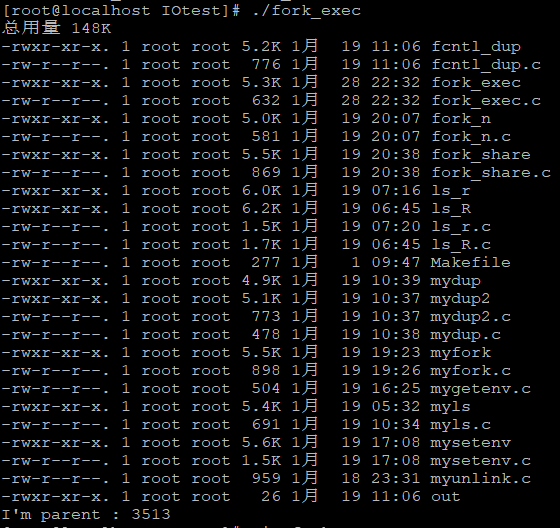 [root@localhost IOtest]# ./fork_exec
总用量 148K
-rwxr-xr-x. 1 root root 5.2K 1月  19 11:06 fcntl_dup
-rw-r--r--. 1 root root  776 1月  19 11:06 fcntl_dup.c
-rwxr-xr-x. 1 root root 5.3K 1月  28 22:32 fork_exec
-rw-r--r--. 1 root root  632 1月  28 22:32 fork_exec.c
-rwxr-xr-x. 1 root root 5.0K 1月  19 20:07 fork_n
-rw-r--r--. 1 root root  581 1月  19 20:07 fork_n.c
-rwxr-xr-x. 1 root root 5.5K 1月  19 20:38 fork_share
-rw-r--r--. 1 root root  869 1月  19 20:38 fork_share.c
-rwxr-xr-x. 1 root root 6.0K 1月  19 07:16 ls_r
-rwxr-xr-x. 1 root root 6.2K 1月  19 06:45 ls_R
-rw-r--r--. 1 root root 1.5K 1月  19 07:20 ls_r.c
-rw-r--r--. 1 root root 1.7K 1月  19 06:45 ls_R.c
-rw-r--r--. 1 root root  277 1月   1 09:47 Makefile
-rwxr-xr-x. 1 root root 4.9K 1月  19 10:39 mydup
-rwxr-xr-x. 1 root root 5.1K 1月  19 10:37 mydup2
-rw-r--r--. 1 root root  773 1月  19 10:37 mydup2.c
-rw-r--r--. 1 root root  478 1月  19 10:38 mydup.c
-rwxr-xr-x. 1 root root 5.5K 1月  19 19:23 myfork
-rw-r--r--. 1 root root  898 1月  19 19:26 myfork.c
-rw-r--r--. 1 root root  504 1月  19 16:25 mygetenv.c
-rwxr-xr-x. 1 root root 5.4K 1月  19 05:32 myls
-rw-r--r--. 1 root root  691 1月  19 10:34 myls.c
-rwxr-xr-x. 1 root root 5.6K 1月  19 17:08 mysetenv
-rw-r--r--. 1 root root 1.5K 1月  19 17:08 mysetenv.c
-rw-r--r--. 1 root root  959 1月  18 23:31 myunlink.c
-rwxr-xr-x. 1 root root   26 1月  19 11:06 out
I'm parent : 3513